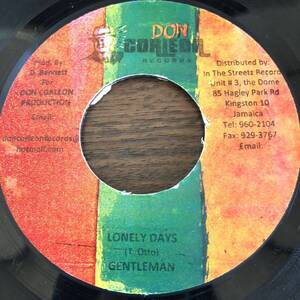 DON
CORLEON
RECORDS
Prod. By
D. Bennett
For
DON CORLEON
PRODUCTION
Email:
doncorleonrecords@
hotmail.com
Distributed by:
In The Streets Record
Unit # 3, the Dome
85 Hagley Park Rd
Kingston 10
Jamaica
Tel: 960-2104
Fax: 929-3767
Email:
LONELY DAYS
(T. Otto)
GENTLEMAN